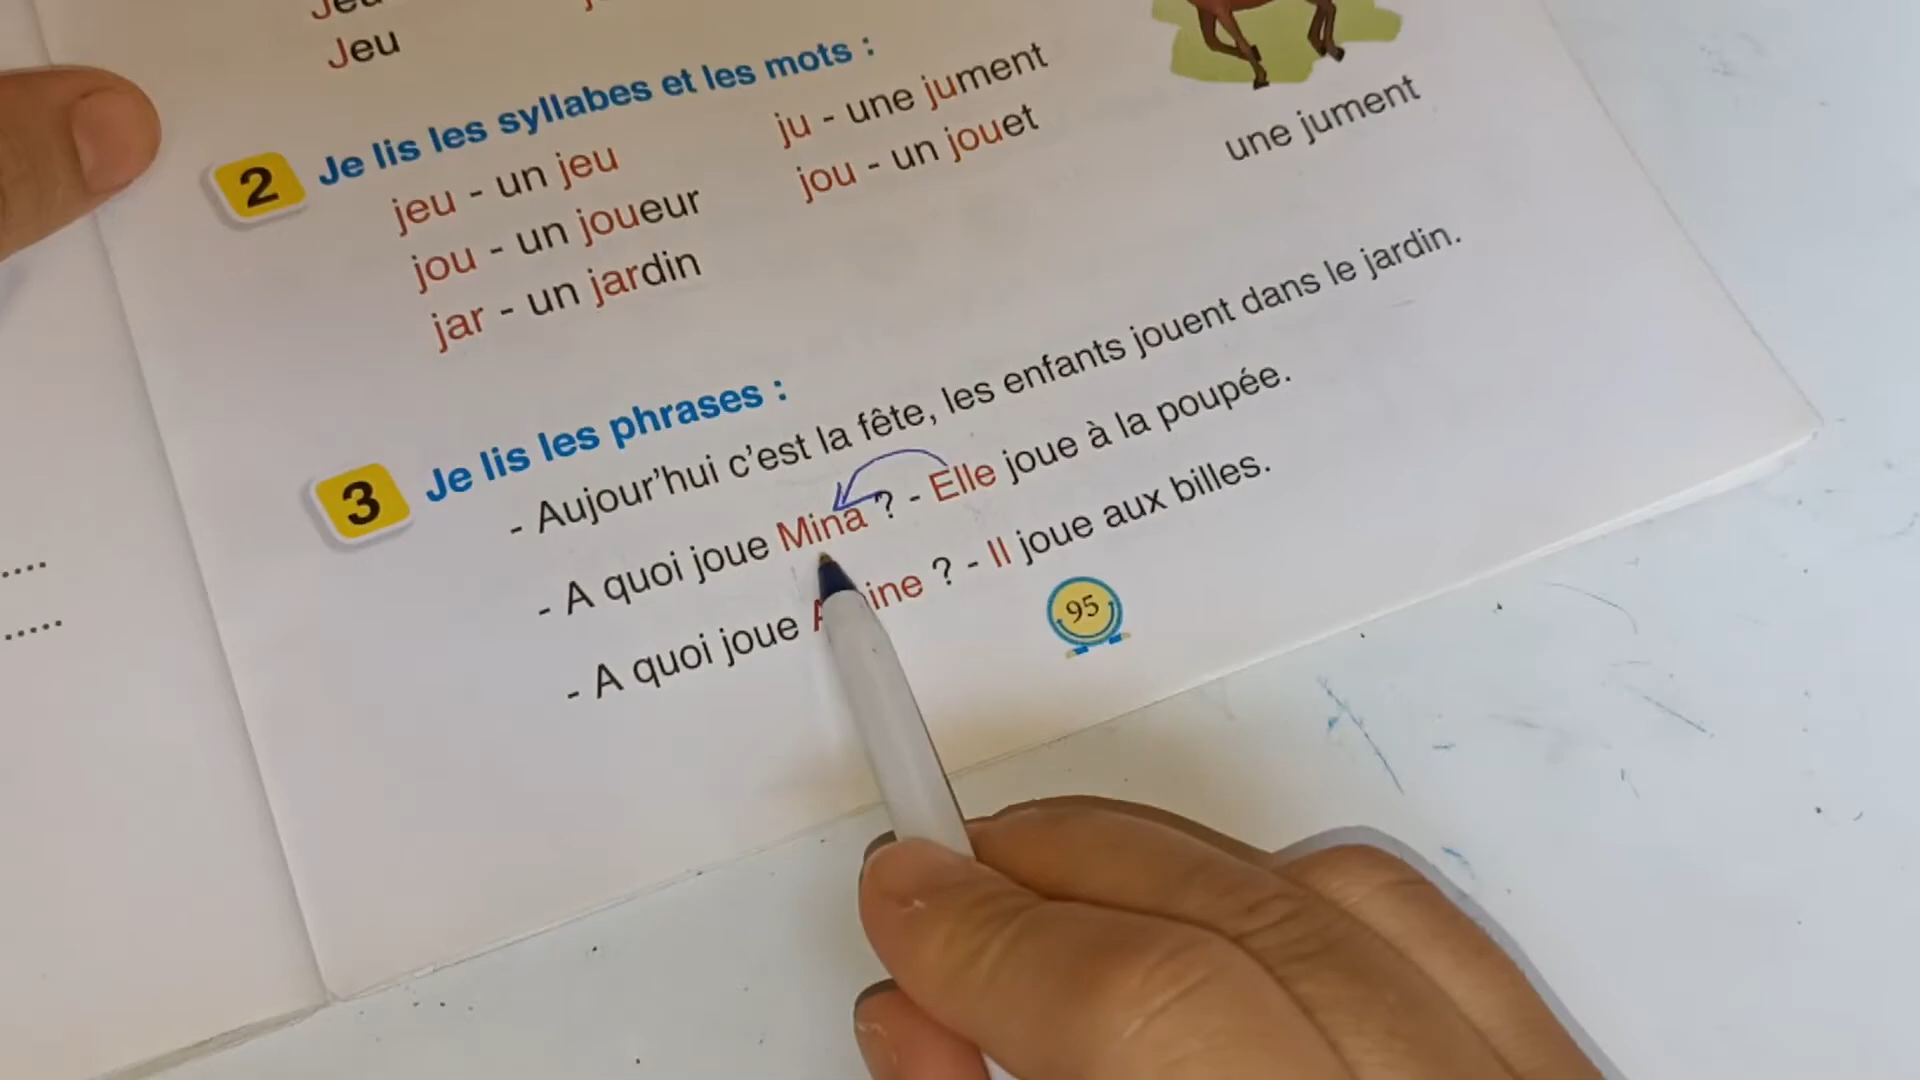 Jeu
2 Je lis les syllabes et les mots :
jeu - un jeu
jou - un joueur
jar - un jardin
ju - une jument
jou - un jouet
une jument
3 Je lis les phrases :
- Aujour'hui c'est la fête, les enfants jouent dans le jardin.
- A quoi joue Mina ? - Elle joue à la poupée.
- A quoi joue ? - Il joue aux billes.
95